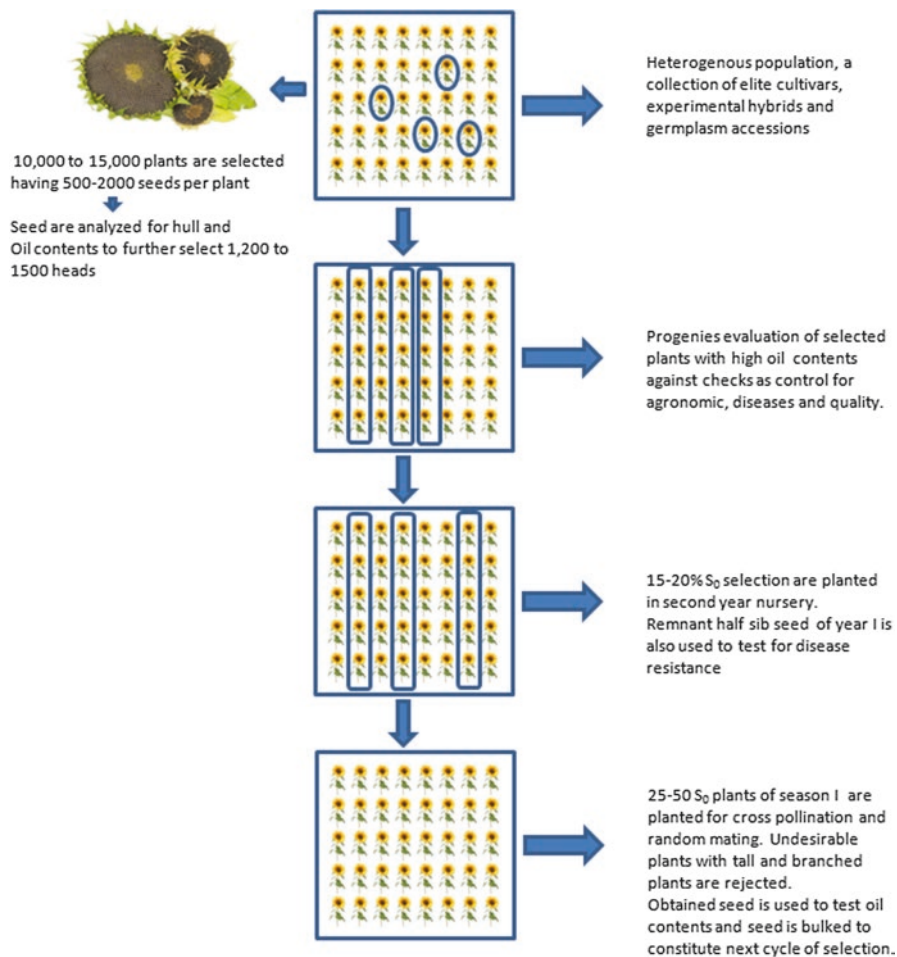 Heterogenous population, a
collection of elite cultivars,
experimental hybrids and
germplasm accessions
10,000 to 15,000 plants are selected
having 500-2000 seeds per plant
Seed are analyzed for hull and
Oil contents to further select 1,200 to
1500 heads
Progenies evaluation of selected
plants with high oil contents
against checks as control for
agronomic, diseases and quality.
15-20% S₀ selection are planted
in second year nursery.
Remnant half sib seed of year I is
also used to test for disease
resistance
25-50 S₀ plants of season I are
planted for cross pollination and
random mating. Undesirable
plants with tall and branched
plants are rejected.
Obtained seed is used to test oil
contents and seed is bulked to
constitute next cycle of selection.